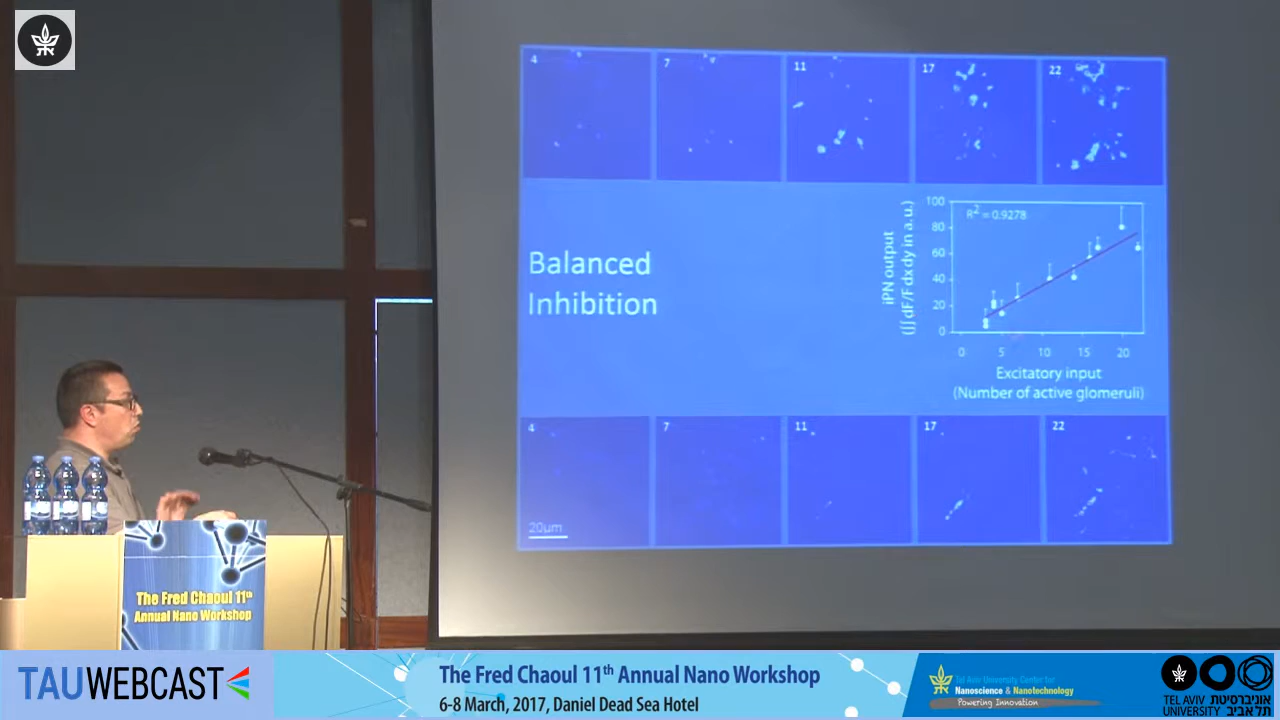 4
7
11
17
22
R² = 0.9278
100
80
60
40
20
0
iPN output
(∫∫dF/F dxdy in a.u.)
0
5
10
15
20
Excitatory input
(Number of active glomeruli)
Balanced
Inhibition
4
7
11
17
22
20μm
The Fred Chaoul 11th
Annual Nano Workshop
TAUWEBCAST
The Fred Chaoul 11th Annual Nano Workshop
6-8 March, 2017, Daniel Dead Sea Hotel
Tel Aviv University Center for
Nanoscience & Nanotechnology
Powering Innovation
TEL AVIV אוניברסיטת
UNIVERSITY תל אביב